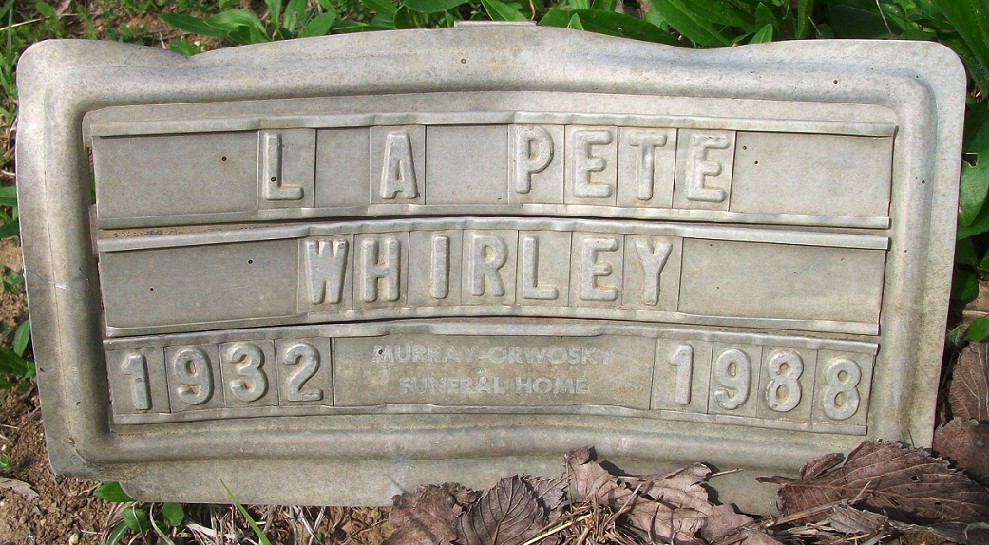 L A PETE
WHIRLEY
1932 MURRAY-ORWOSKY 1988
FUNERAL HOME